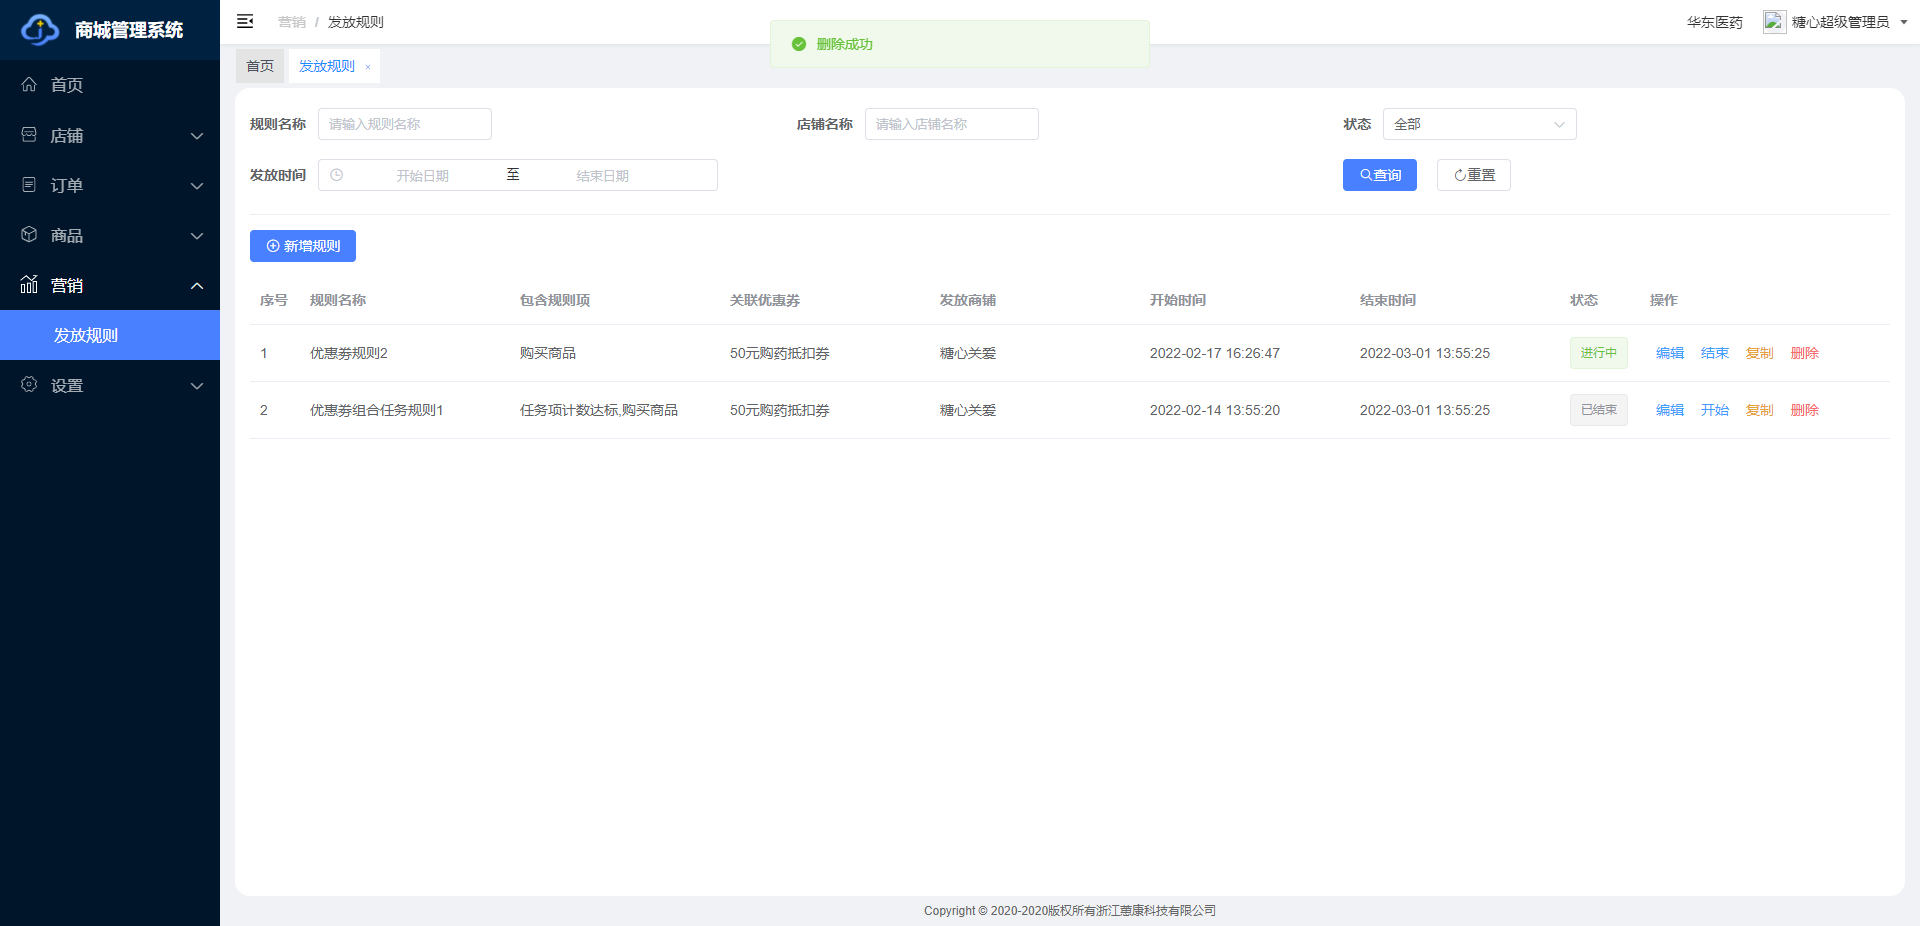 商城管理系统
首页
店铺
订单
商品
营销
发放规则
设置
营销 / 发放规则
删除成功
华东医药
糖心超级管理员
首页
发放规则 ×
规则名称 请输入规则名称
店铺名称 请输入店铺名称
状态 全部
发放时间 开始日期 至 结束日期
查询
重置
新增规则
序号 规则名称 包含规则项 关联优惠券 发放商铺 开始时间 结束时间 状态 操作
1 优惠劵规则2 购买商品 50元购药抵扣券 糖心关爱 2022-02-17 16:26:47 2022-03-01 13:55:25 进行中 编辑 结束 复制 删除
2 优惠劵组合任务规则1 任务项计数达标,购买商品 50元购药抵扣券 糖心关爱 2022-02-14 13:55:20 2022-03-01 13:55:25 已结束 编辑 开始 复制 删除
Copyright © 2020-2020版权所有浙江蕙康科技有限公司